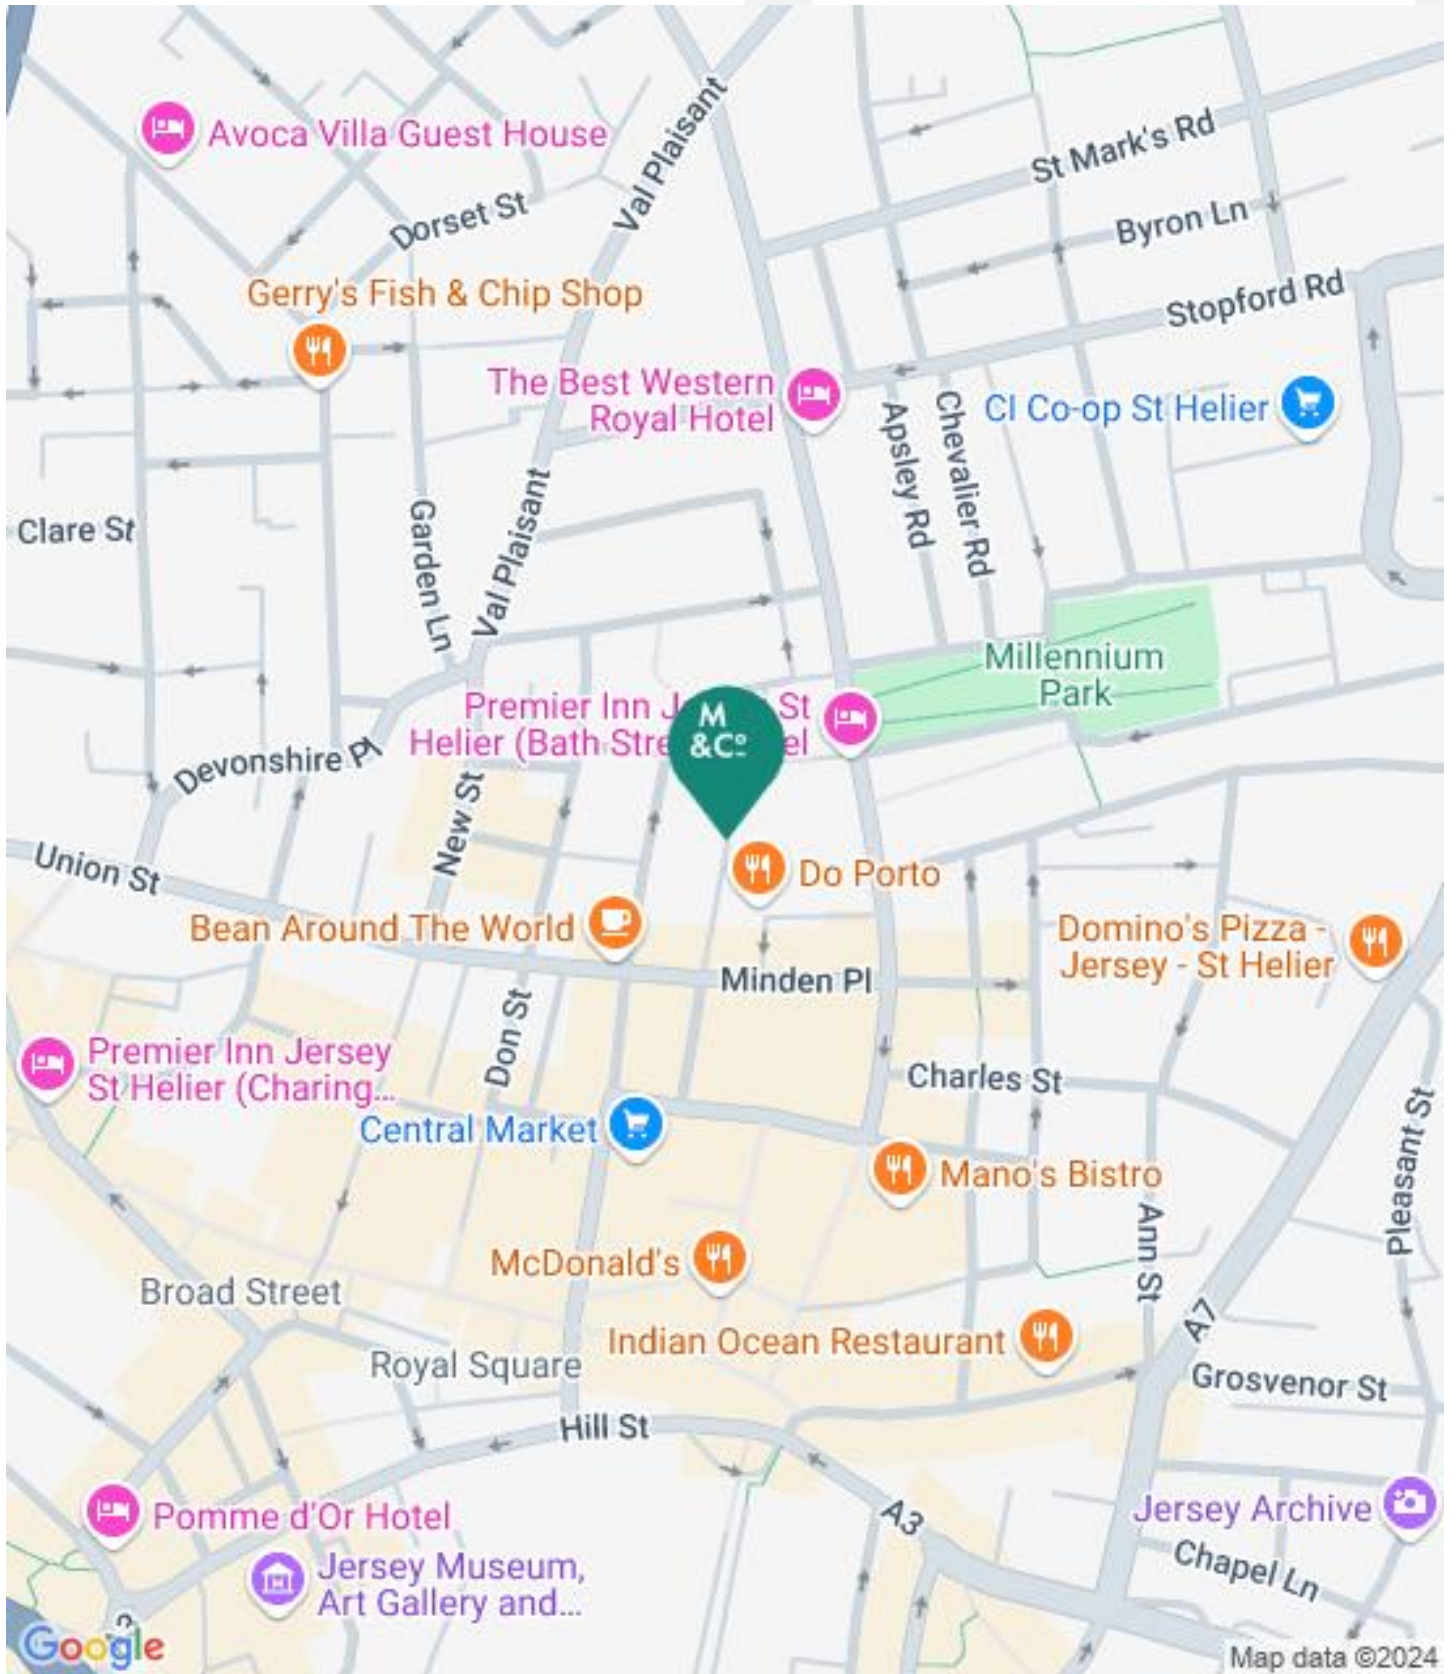 Avoca Villa Guest House
Val Plaisant
St Mark's Rd
Dorset St
Byron Ln
Gerry's Fish & Chip Shop
Stopford Rd
The Best Western
Royal Hotel
CI Co-op St Helier
Apsley Rd
Chevalier Rd
Clare St
Garden Ln
Val Plaisant
Millennium
Park
Premier Inn J St
Helier (Bath Stre el
M
&Cº
Devonshire Pl
New St
Union St
Do Porto
Bean Around The World
Domino's Pizza -
Jersey - St Helier
Minden Pl
Don St
Premier Inn Jersey
St Helier (Charing...
Charles St
Central Market
Pleasant St
Mano's Bistro
Ann St
McDonald's
Broad Street
A7
Indian Ocean Restaurant
Royal Square
Grosvenor St
Hill St
Pomme d'Or Hotel
A3
Jersey Archive
Chapel Ln
Jersey Museum,
Art Gallery and...
Google
Map data ©2024